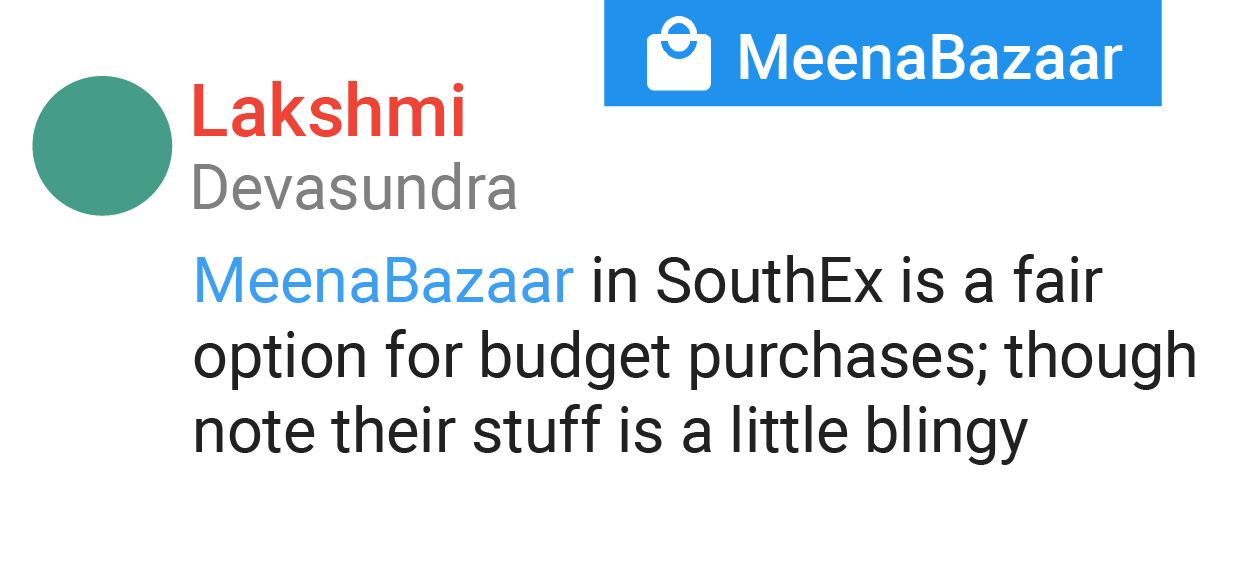 MeenaBazaar
Lakshmi
Devasundra
MeenaBazaar in SouthEx is a fair
option for budget purchases; though
note their stuff is a little blingy